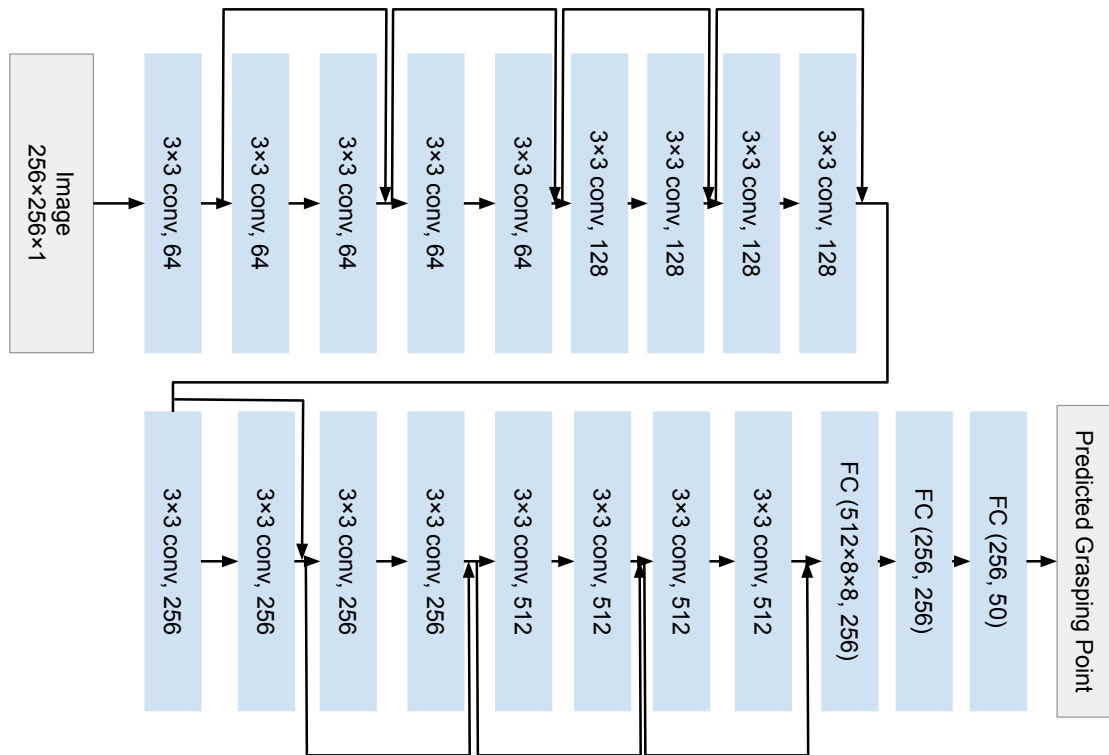 Image
256×256×1
3×3 conv, 64
3×3 conv, 64
3×3 conv, 64
3×3 conv, 64
3×3 conv, 64
3×3 conv, 128
3×3 conv, 128
3×3 conv, 128
3×3 conv, 128
3×3 conv, 256
3×3 conv, 256
3×3 conv, 256
3×3 conv, 256
3×3 conv, 512
3×3 conv, 512
3×3 conv, 512
3×3 conv, 512
FC (512×8×8, 256)
FC (256, 256)
FC (256, 50)
Predicted Grasping Point